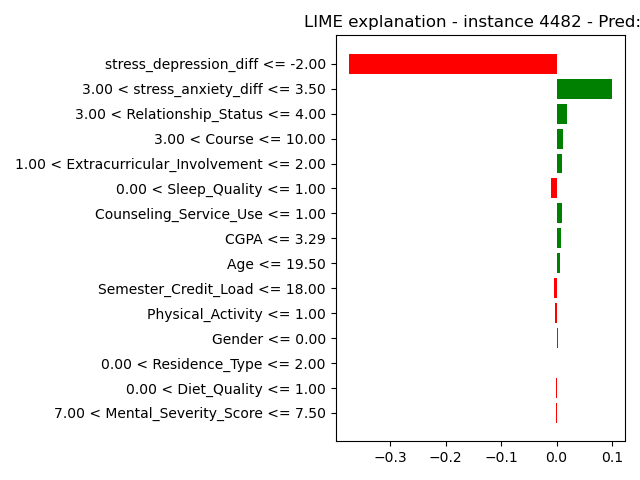 LIME explanation - instance 4482 - Pred:
stress_depression_diff <= -2.00
3.00 < stress_anxiety_diff <= 3.50
3.00 < Relationship_Status <= 4.00
3.00 < Course <= 10.00
1.00 < Extracurricular_Involvement <= 2.00
0.00 < Sleep_Quality <= 1.00
Counseling_Service_Use <= 1.00
CGPA <= 3.29
Age <= 19.50
Semester_Credit_Load <= 18.00
Physical_Activity <= 1.00
Gender <= 0.00
0.00 < Residence_Type <= 2.00
0.00 < Diet_Quality <= 1.00
7.00 < Mental_Severity_Score <= 7.50
−0.3 −0.2 −0.1 0.0 0.1